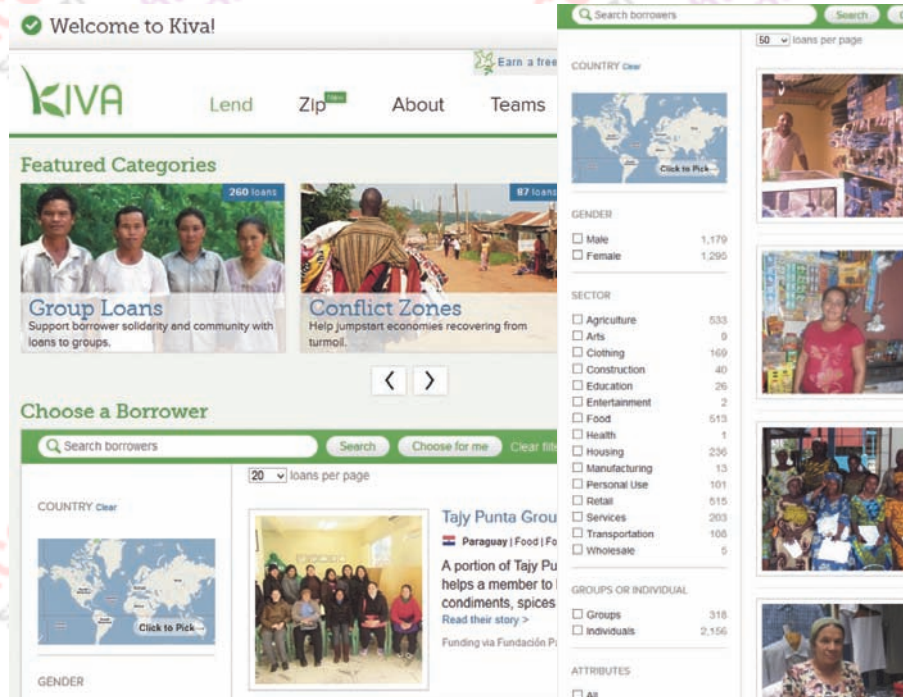 Welcome to Kiva!
Earn a free
KIVA
Lend
Zip
New
About
Teams
Featured Categories
260 loans
Group Loans
Support borrower solidarity and community with
loans to groups.
87 loans
Conflict Zones
Help jumpstart economies recovering from
turmoil.
Choose a Borrower
Search borrowers
Search
Choose for me
Clear filte
20 loans per page
COUNTRY Clear
Click to Pick
GENDER
Tajy Punta Grou
Paraguay | Food | Fo
A portion of Tajy Pu
helps a member to
condiments, spices
Read their story >
Funding via Fundación Pa
Search borrowers
Search
50 loans per page
COUNTRY Clear
Click to Pick
GENDER
Male 1,179
Female 1,295
SECTOR
Agriculture 533
Arts 9
Clothing 169
Construction 40
Education 26
Entertainment 2
Food 513
Health 1
Housing 236
Manufacturing 13
Personal Use 101
Retail 515
Services 203
Transportation 108
Wholesale 5
GROUPS OR INDIVIDUAL
Groups 318
Individuals 2,156
ATTRIBUTES
All